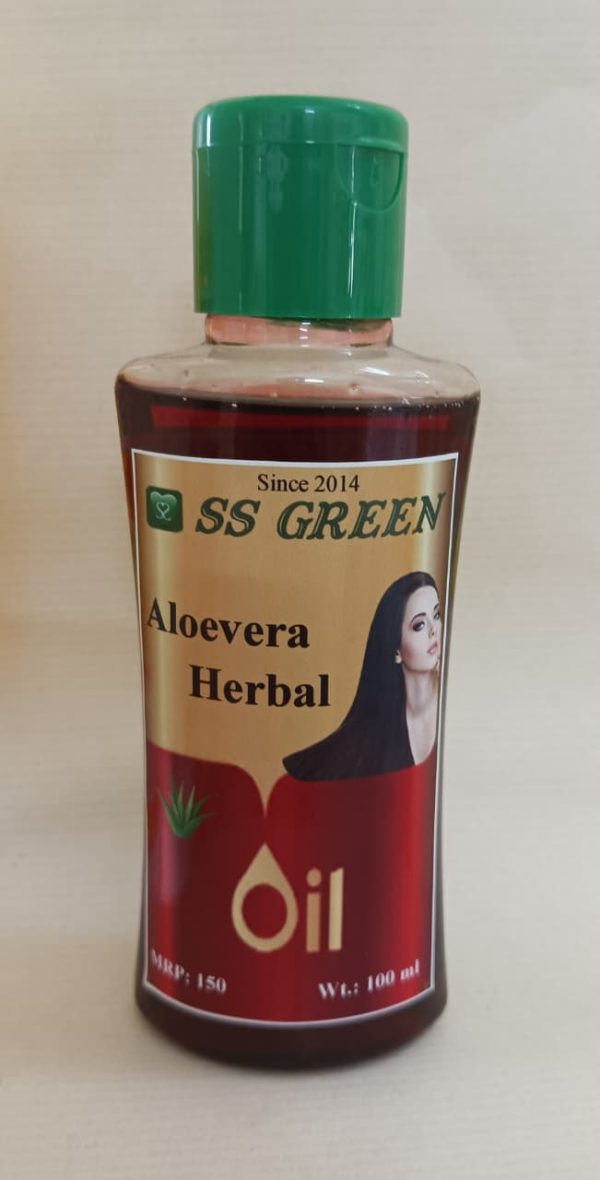 Since 2014
SS GREEN
Aloevera
Herbal
Oil
MRP: 150
Wt.: 100 ml